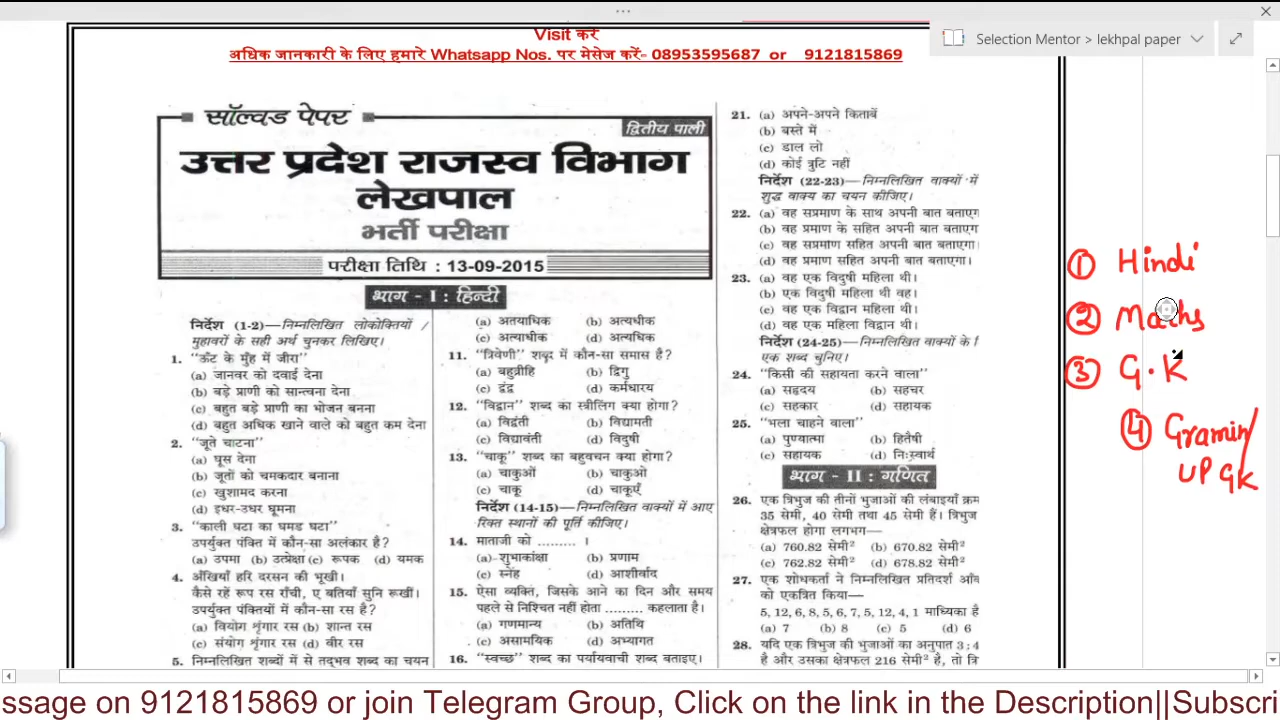 Visit करें
अधिक जानकारी के लिए हमारे Whatsapp Nos. पर मेसेज करें- 08953595687 or 9121815869
Selection Mentor > lekhpal paper
सॉल्वड पेपर
द्वितीय पाली
उत्तर प्रदेश राजस्व विभाग
लेखपाल
भर्ती परीक्षा
परीक्षा तिथि : 13-09-2015
भाग - I : हिन्दी
निर्देश (1-2)—निम्नलिखित लोकोक्तियों /
मुहावरों के सही अर्थ चुनकर लिखिए।
1. "ऊँट के मुँह में जीरा"
(a) जानवर को दवाई देना
(b) बड़े प्राणी को सान्त्वना देना
(c) बहुत बड़े प्राणी का भोजन बनना
(d) बहुत अधिक खाने वाले को बहुत कम देना
2. "जूते चाटना"
(a) घूस देना
(b) जूतों को चमकदार बनाना
(c) खुशामद करना
(d) इधर-उधर घूमना
3. "काली घटा का घमड घटा"
उपर्युक्त पंक्ति में कौन-सा अलंकार है?
(a) उपमा (b) उत्प्रेक्षा (c) रूपक (d) यमक
4. अँखियाँ हरि दरसन की भूखी।
कैसे रहें रूप रस राँची, ए बतियाँ सुनि रूखीं।
उपर्युक्त पंक्तियों में कौन-सा रस है?
(a) वियोग शृंगार रस (b) शान्त रस
(c) संयोग शृंगार रस (d) वीर रस
5. निम्नलिखित शब्दों में से तद्भव शब्द का चयन
(a) अतयाधिक (b) अत्यधीक
(c) अत्याधीक (d) अत्यधिक
11. "त्रिवेणी" शब्द में कौन-सा समास है?
(a) बहुव्रीहि (b) द्विगु
(c) द्वंद्व (d) कर्मधारय
12. "विद्वान" शब्द का स्त्रीलिंग क्या होगा?
(a) विद्वंती (b) विद्यामती
(c) विद्यावंती (d) विदुषी
13. "चाकू" शब्द का बहुवचन क्या होगा?
(a) चाकुओं (b) चाकुओ
(c) चाकू (d) चाकूएँ
निर्देश (14-15)—निम्नलिखित वाक्यों में आए
रिक्त स्थानों की पूर्ति कीजिए।
14. माताजी को ......... ।
(a) शुभाकांक्षा (b) प्रणाम
(c) स्नेह (d) आशीर्वाद
15. ऐसा व्यक्ति, जिसके आने का दिन और समय
पहले से निश्चित नहीं होता ......... कहलाता है।
(a) गणमान्य (b) अतिथि
(c) असामयिक (d) अभ्यागत
16. "स्वच्छ" शब्द का पर्यायवाची शब्द बताइए।
21. (a) अपने-अपने किताबें
(b) बस्ते में
(c) डाल लो
(d) कोई त्रुटि नहीं
निर्देश (22-23)—निम्नलिखित वाक्यों में
शुद्ध वाक्य का चयन कीजिए।
22. (a) वह सप्रमाण के साथ अपनी बात बताएग
(b) वह प्रमाण के सहित अपनी बात बताएग
(c) वह सप्रमाण सहित अपनी बात बताएगा।
(d) वह प्रमाण सहित अपनी बात बताएगा।
23. (a) वह एक विदुषी महिला थी।
(b) एक विदुषी महिला थी वह।
(c) वह एक विद्वान महिला थी।
(d) वह एक महिला विद्वान थी।
निर्देश (24-25)—निम्नलिखित वाक्यों के
एक शब्द चुनिए।
24. "किसी की सहायता करने वाला"
(a) सहृदय (b) सहचर
(c) सहकार (d) सहायक
25. "भला चाहने वाला"
(a) पुण्यात्मा (b) हितैषी
(c) सहायक (d) निःस्वार्थ
भाग - II : गणित
26. एक त्रिभुज की तीनों भुजाओं की लंबाइयाँ क्रम
35 सेमी, 40 सेमी तथा 45 सेमी हैं। त्रिभुज
क्षेत्रफल होगा लगभग—
(a) 760.82 सेमी² (b) 670.82 सेमी²
(c) 762.82 सेमी² (d) 678.82 सेमी²
27. एक शोधकर्ता ने निम्नलिखित प्रतिदर्श आँव
को एकत्रित किया—
5, 12, 6, 8, 5, 6, 7, 5, 12, 4, 1 माध्यिका है
(a) 7 (b) 8 (c) 5 (d) 6
28. यदि एक त्रिभुज की भुजाओं का अनुपात 3 : 4
है और उसका क्षेत्रफल 216 सेमी² है, तो त्रि
① Hindi
② Maths
③ G.K
④ Gramin/
UP GK
ssage on 9121815869 or join Telegram Group, Click on the link in the Description||Subscri